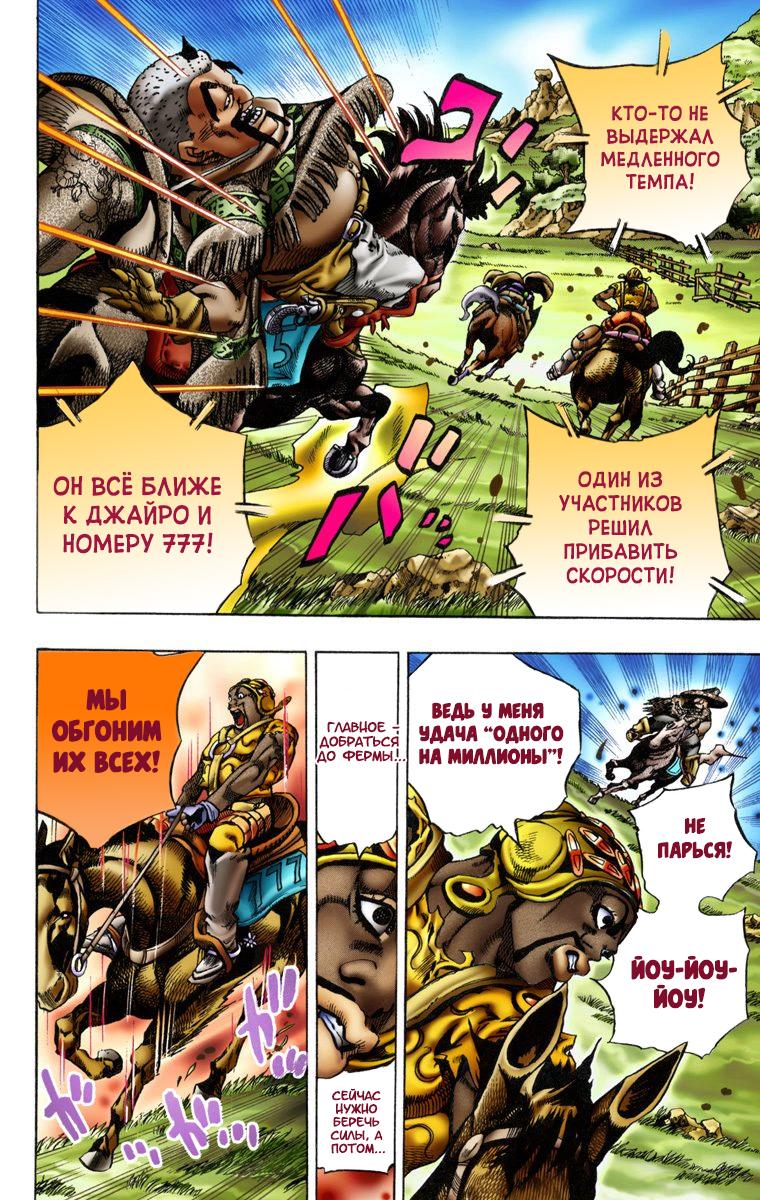 КТО-ТО НЕ
ВЫДЕРЖАЛ
МЕДЛЕННОГО
ТЕМПА!
ОДИН ИЗ
УЧАСТНИКОВ
РЕШИЛ
ПРИБАВИТЬ
СКОРОСТИ!
5
ОН ВСЁ БЛИЖЕ
К ДЖАЙРО И
НОМЕРУ 777!
НЕ
ПАРЬСЯ!
ЙОУ-ЙОУ-
ЙОУ!
ВЕДЬ У МЕНЯ
УДАЧА “ОДНОГО
НА МИЛЛИОНЫ”!
ГЛАВНОЕ –
ДОБРАТЬСЯ
ДО ФЕРМЫ...
СЕЙЧАС
НУЖНО
БЕРЕЧЬ
СИЛЫ, А
ПОТОМ...
МЫ
ОБГОНИМ
ИХ ВСЕХ!
777